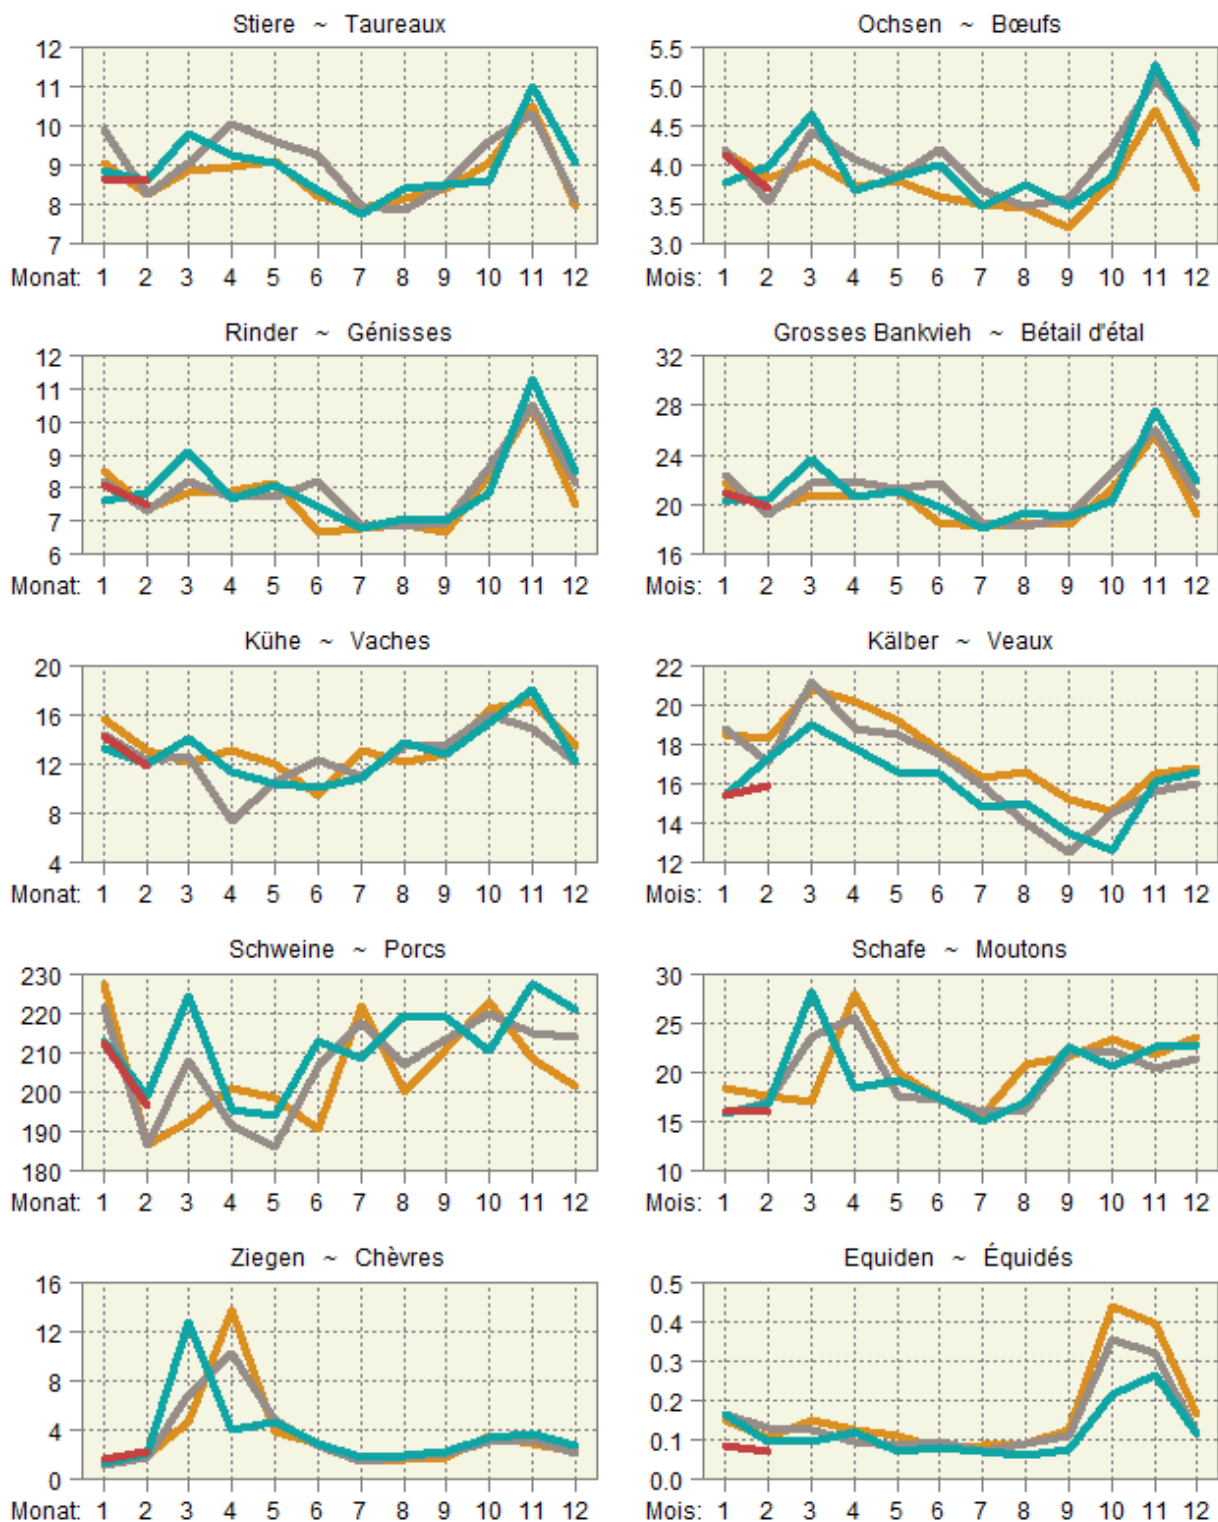 Stiere ~ Taureaux
12
11
10
9
8
7
Monat: 1 2 3 4 5 6 7 8 9 10 11 12
Ochsen ~ Bœufs
5.5
5.0
4.5
4.0
3.5
3.0
Mois: 1 2 3 4 5 6 7 8 9 10 11 12
Rinder ~ Génisses
12
11
10
9
8
7
6
Monat: 1 2 3 4 5 6 7 8 9 10 11 12
Grosses Bankvieh ~ Bétail d'étal
32
28
24
20
16
Mois: 1 2 3 4 5 6 7 8 9 10 11 12
Kühe ~ Vaches
20
16
12
8
4
Monat: 1 2 3 4 5 6 7 8 9 10 11 12
Kälber ~ Veaux
22
20
18
16
14
12
Mois: 1 2 3 4 5 6 7 8 9 10 11 12
Schweine ~ Porcs
230
220
210
200
190
180
Monat: 1 2 3 4 5 6 7 8 9 10 11 12
Schafe ~ Moutons
30
25
20
15
10
Mois: 1 2 3 4 5 6 7 8 9 10 11 12
Ziegen ~ Chèvres
16
12
8
4
0
Monat: 1 2 3 4 5 6 7 8 9 10 11 12
Equiden ~ Équidés
0.5
0.4
0.3
0.2
0.1
0.0
Mois: 1 2 3 4 5 6 7 8 9 10 11 12